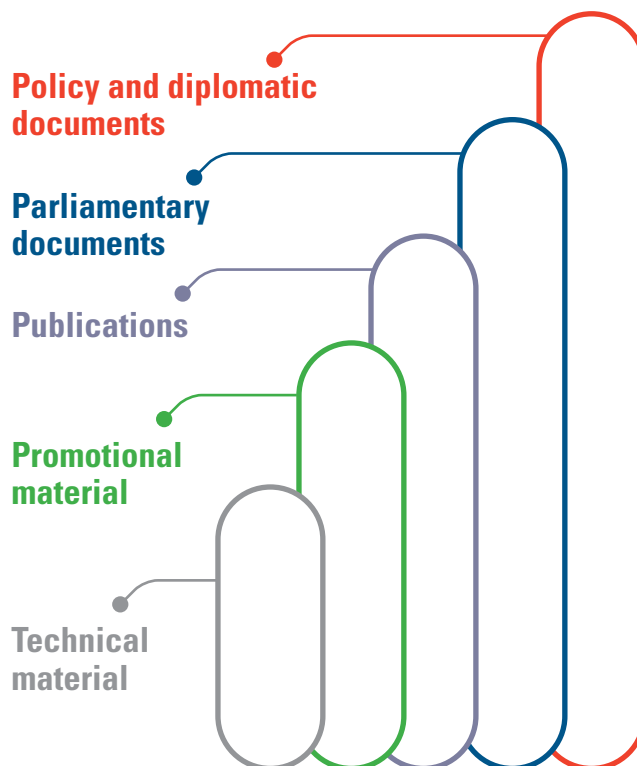 Policy and diplomatic
documents
Parliamentary
documents
Publications
Promotional
material
Technical
material